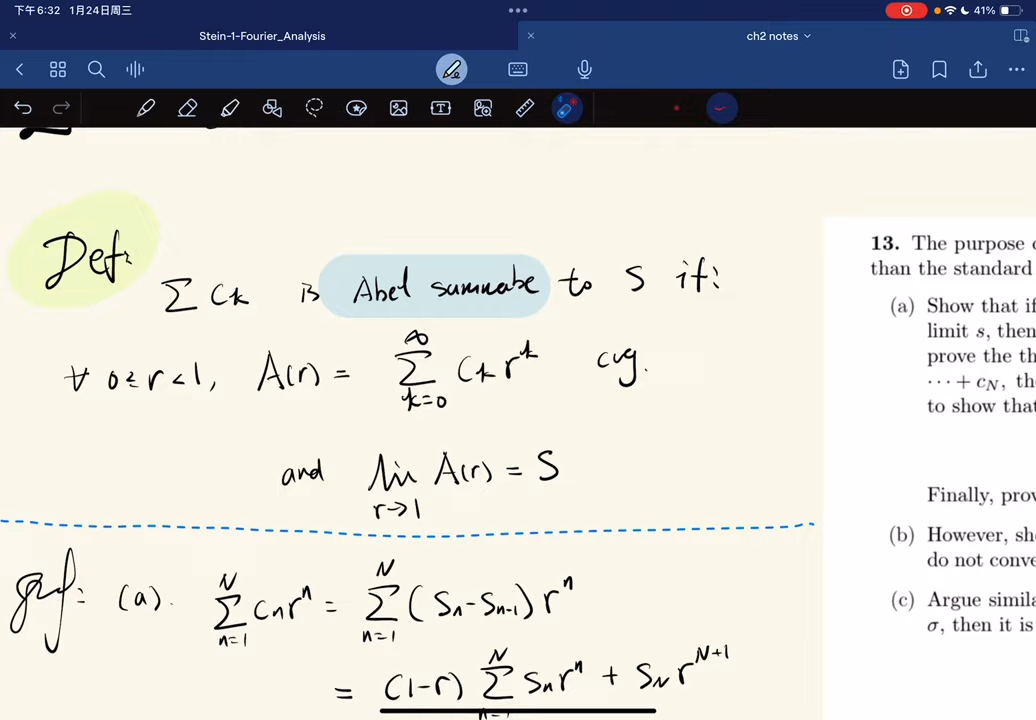 下午6:32 1月24日周三
41%
Stein-1-Fourier_Analysis
ch2 notes
Def:
∑ Ck is Abel summabe to S if:
∀ 0≤r<1, A(r) = ∑_{k=0}^{∞} Ck r^k cvg.
and lim_{r→1} A(r) = S
(a). ∑_{n=1}^{N} Cn r^n = ∑_{n=1}^{N} (Sn - Sn-1) r^n
= (1-r) ∑_{n=1}^{N} Sn r^n + SN r^{N+1}
13. The purpose
than the standard
(a) Show that if
limit s, then
prove the th
··· + cN, th
to show that
Finally, prov
(b) However, sh
do not conve
(c) Argue simila
σ, then it is